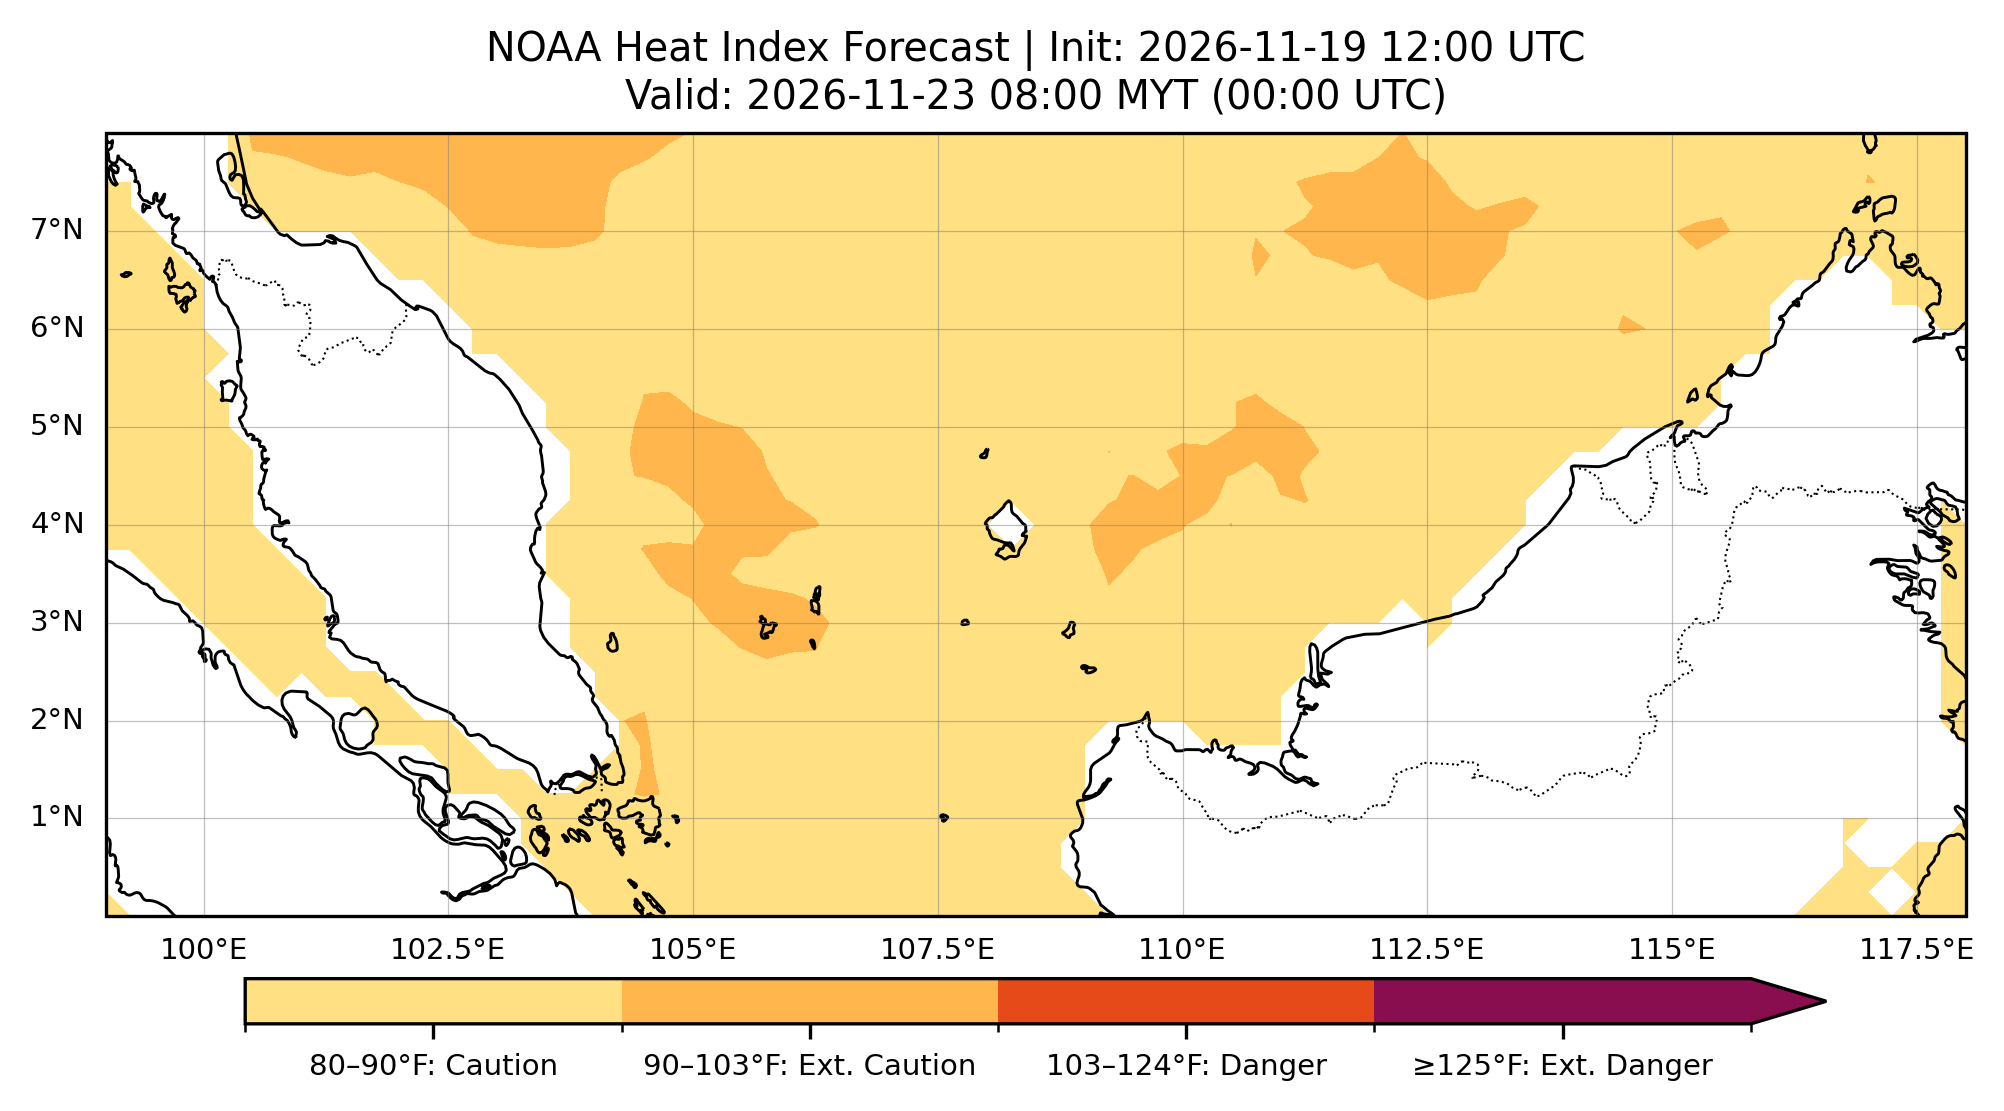 NOAA Heat Index Forecast | Init: 2026-11-19 12:00 UTC
Valid: 2026-11-23 08:00 MYT (00:00 UTC)
7°N
6°N
5°N
4°N
3°N
2°N
1°N
100°E 102.5°E 105°E 107.5°E 110°E 112.5°E 115°E 117.5°E
80–90°F: Caution 90–103°F: Ext. Caution 103–124°F: Danger ≥125°F: Ext. Danger